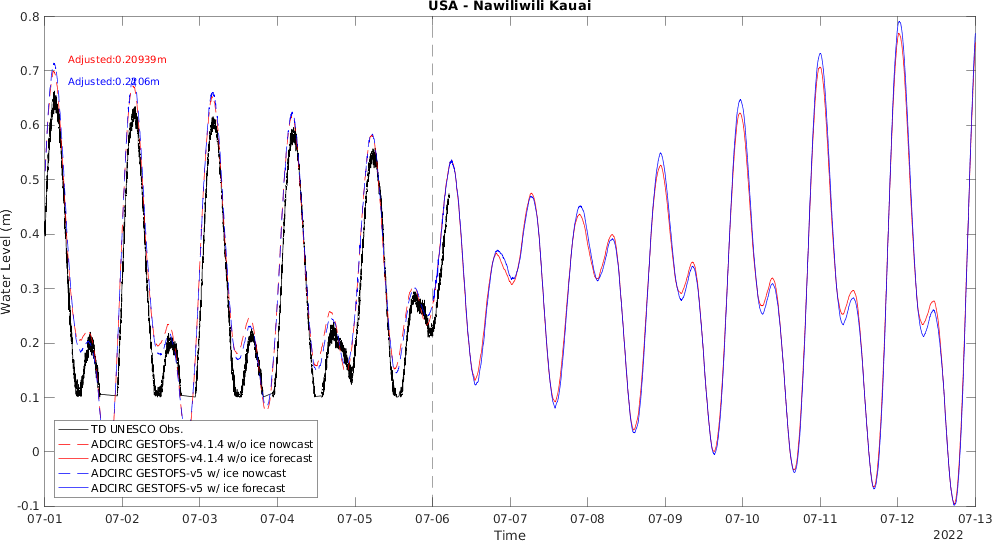 USA - Nawiliwili Kauai
0.8
0.7
0.6
0.5
0.4
0.3
0.2
0.1
0
-0.1
Water Level (m)
Adjusted:0.20939m
TD UNESCO Obs.
ADCIRC GESTOFS-v4.1.4 w/o ice nowcast
ADCIRC GESTOFS-v4.1.4 w/o ice forecast
ADCIRC GESTOFS-v5 w/ ice nowcast
ADCIRC GESTOFS-v5 w/ ice forecast
07-01 07-02 07-03 07-04 07-05 07-06 07-07 07-08 07-09 07-10 07-11 07-12 07-13
Time
2022